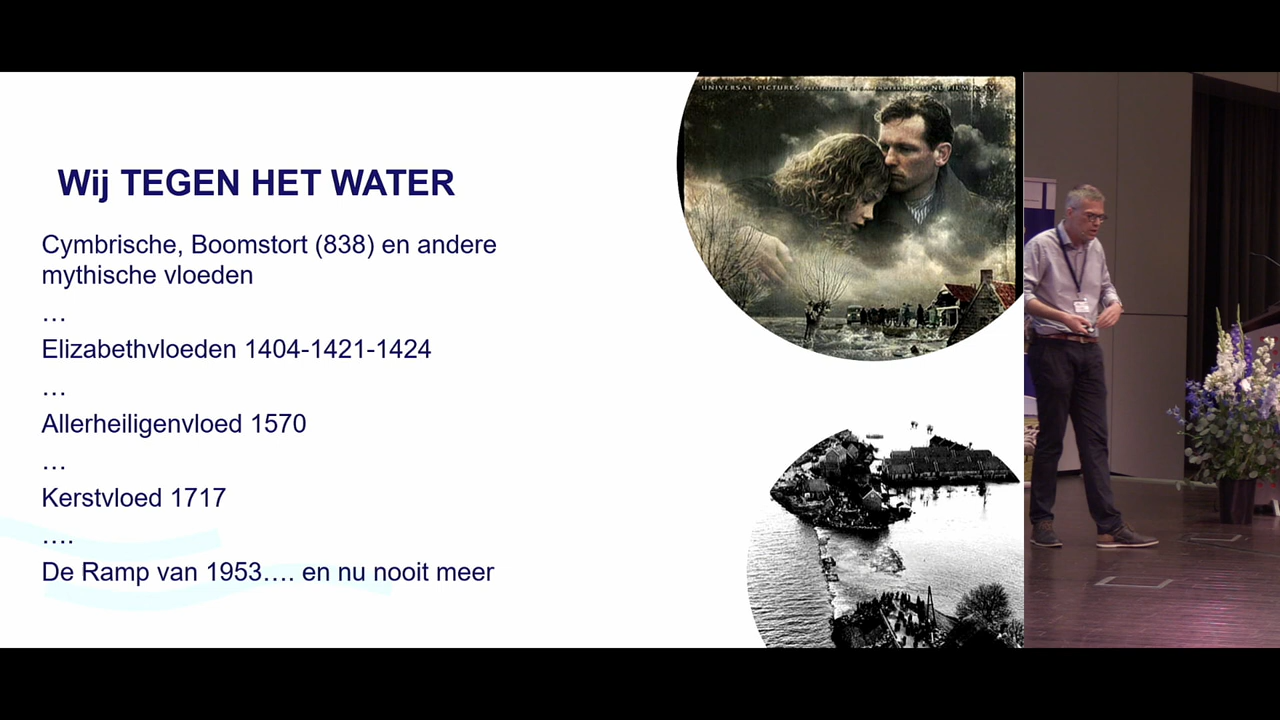 UNIVERSAL PICTURES
Wij TEGEN HET WATER
Cymbrische, Boomstort (838) en andere
mythische vloeden
…
Elizabethvloeden 1404-1421-1424
…
Allerheiligenvloed 1570
…
Kerstvloed 1717
….
De Ramp van 1953…. en nu nooit meer